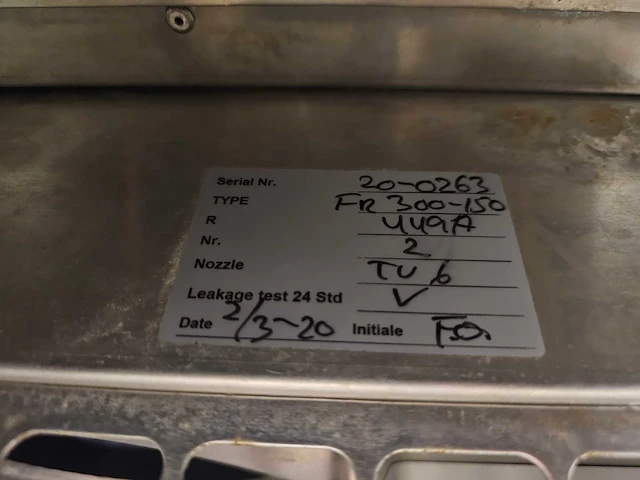 Serial Nr. 20-0263
TYPE FR 300-150
R 449A
Nr. 2
Nozzle TU 6
Leakage test 24 Std V
Date 2/3-20 Initiale F.O.